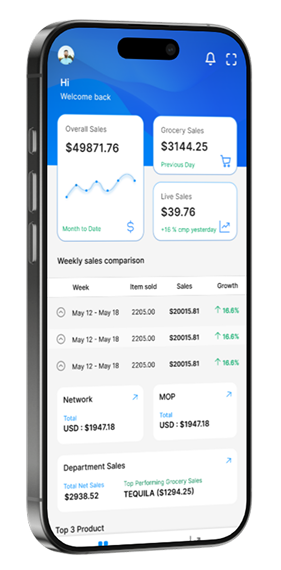 Hi
Welcome back
Overall Sales
$49871.76
Month to Date
Grocery Sales
$3144.25
Previous Day
Live Sales
$39.76
+16 % cmp yesterday
Weekly sales comparison
Week Item sold Sales Growth
May 12 - May 18 2205.00 $20015.81 ↑ 16.6%
May 12 - May 18 2205.00 $20015.81 ↑ 16.6%
May 12 - May 18 2205.00 $20015.81 ↑ 16.6%
Network
Total
USD : $1947.18
MOP
Total
USD : $1947.18
Department Sales
Total Net Sales
$2938.52
Top Performing Grocery Sales
TEQUILA ($1294.25)
Top 3 Product